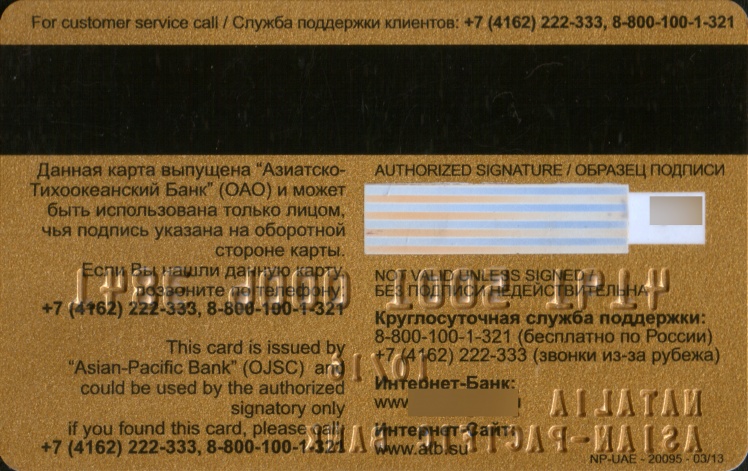 For customer service call / Служба поддержки клиентов: +7 (4162) 222-333, 8-800-100-1-321
Данная карта выпущена "Азиатско-
Тихоокеанский Банк" (ОАО) и может
быть использована только лицом,
чья подпись указана на оборотной
стороне карты.
Если Вы нашли данную карту,
позвоните по телефону:
+7 (4162) 222-333, 8-800-100-1-321
This card is issued by
"Asian-Pacific Bank" (OJSC) and
could be used by the authorized
signatory only
if you found this card, please call
+7 (4162) 222-333, 8-800-100-1-321
AUTHORIZED SIGNATURE / ОБРАЗЕЦ ПОДПИСИ
NOT VALID UNLESS SIGNED
БЕЗ ПОДПИСИ НЕДЕЙСТВИТЕЛЬНА
Круглосуточная служба поддержки:
8-800-100-1-321 (бесплатно по России)
+7 (4162) 222-333 (звонки из-за рубежа)
Интернет-Банк:
www
Интернет-Сайт:
www.atb.su
10/15
NATALIA
ASIAN-PACIFIC BANK
NP-UAE - 20095 - 03/13